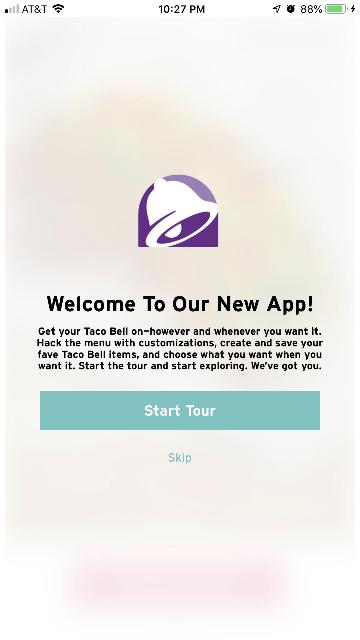 AT&T 10:27 PM 88%
Welcome To Our New App!
Get your Taco Bell on—however and whenever you want it.
Hack the menu with customizations, create and save your
fave Taco Bell items, and choose what you want when you
want it. Start the tour and start exploring. We've got you.
Start Tour
Skip